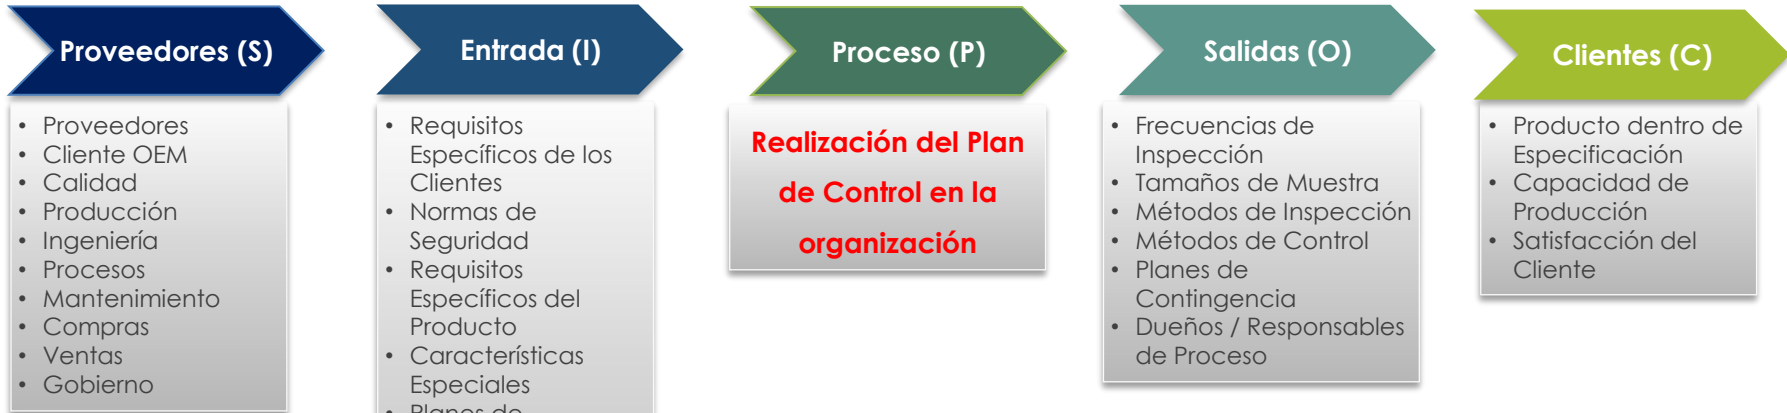 Proveedores (S)
• Proveedores
• Cliente OEM
• Calidad
• Producción
• Ingeniería
• Procesos
• Mantenimiento
• Compras
• Ventas
• Gobierno
Entrada (I)
• Requisitos
Específicos de los
Clientes
• Normas de
Seguridad
• Requisitos
Específicos del
Producto
• Características
Especiales
• Planes de
Proceso (P)
Realización del Plan
de Control en la
organización
Salidas (O)
• Frecuencias de
Inspección
• Tamaños de Muestra
• Métodos de Inspección
• Métodos de Control
• Planes de
Contingencia
• Dueños / Responsables
de Proceso
Clientes (C)
• Producto dentro de
Especificación
• Capacidad de
Producción
• Satisfacción del
Cliente